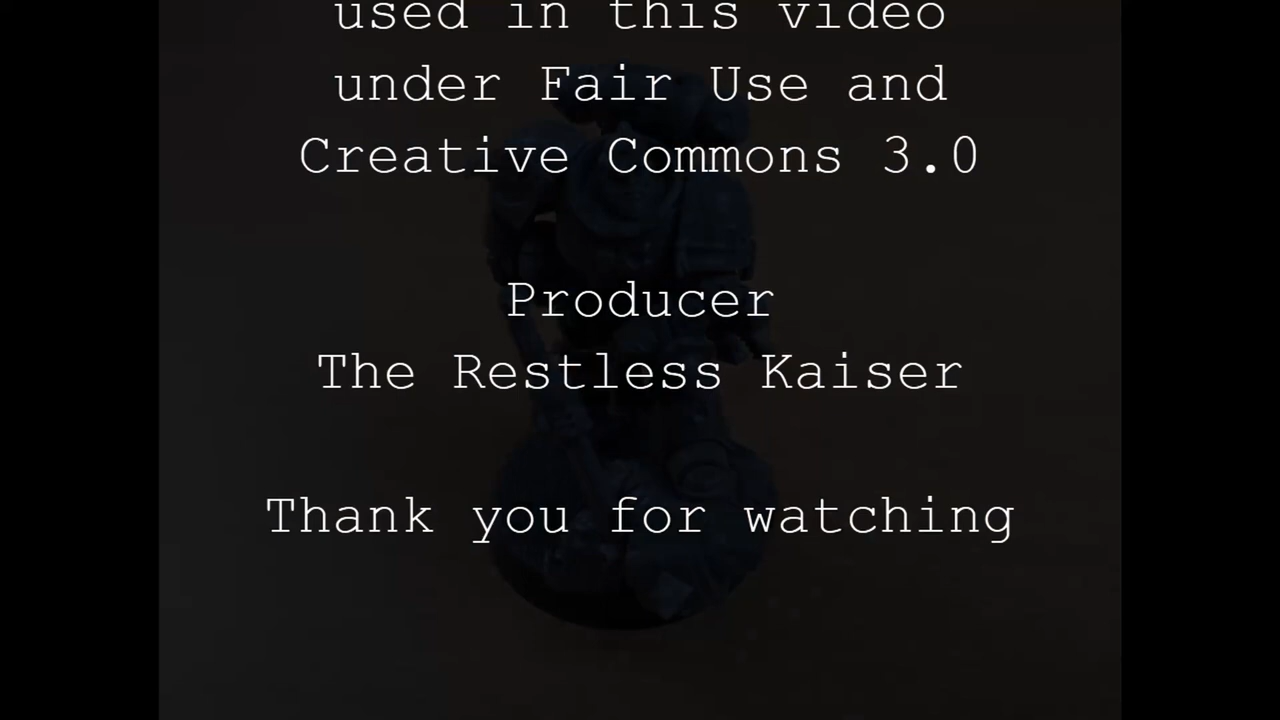 used in this video
under Fair Use and
Creative Commons 3.0
Producer
The Restless Kaiser
Thank you for watching